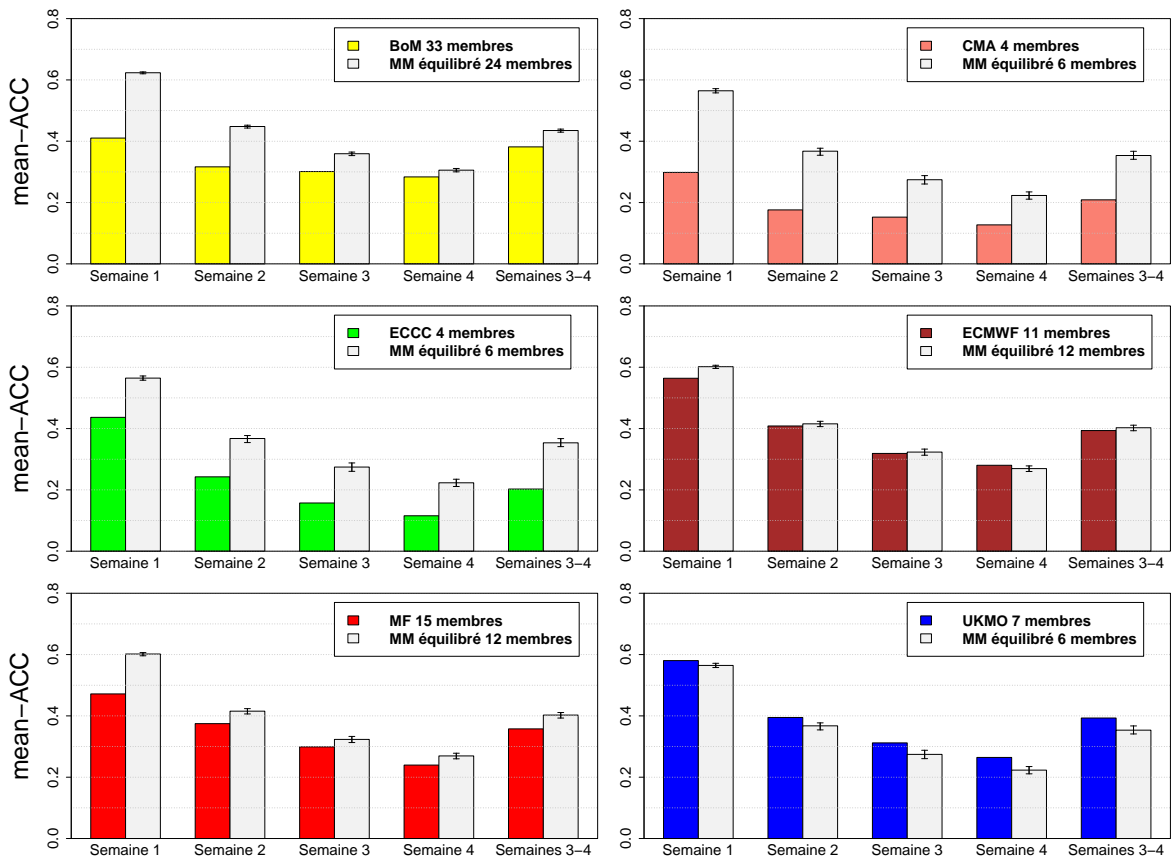 mean−ACC
0.0 0.2 0.4 0.6 0.8
BoM 33 membres
MM équilibré 24 membres
Semaine 1 Semaine 2 Semaine 3 Semaine 4 Semaines 3−4
0.0 0.2 0.4 0.6 0.8
CMA 4 membres
MM équilibré 6 membres
Semaine 1 Semaine 2 Semaine 3 Semaine 4 Semaines 3−4
mean−ACC
0.0 0.2 0.4 0.6 0.8
ECCC 4 membres
MM équilibré 6 membres
Semaine 1 Semaine 2 Semaine 3 Semaine 4 Semaines 3−4
0.0 0.2 0.4 0.6 0.8
ECMWF 11 membres
MM équilibré 12 membres
Semaine 1 Semaine 2 Semaine 3 Semaine 4 Semaines 3−4
mean−ACC
0.0 0.2 0.4 0.6 0.8
MF 15 membres
MM équilibré 12 membres
Semaine 1 Semaine 2 Semaine 3 Semaine 4 Semaines 3−4
0.0 0.2 0.4 0.6 0.8
UKMO 7 membres
MM équilibré 6 membres
Semaine 1 Semaine 2 Semaine 3 Semaine 4 Semaines 3−4